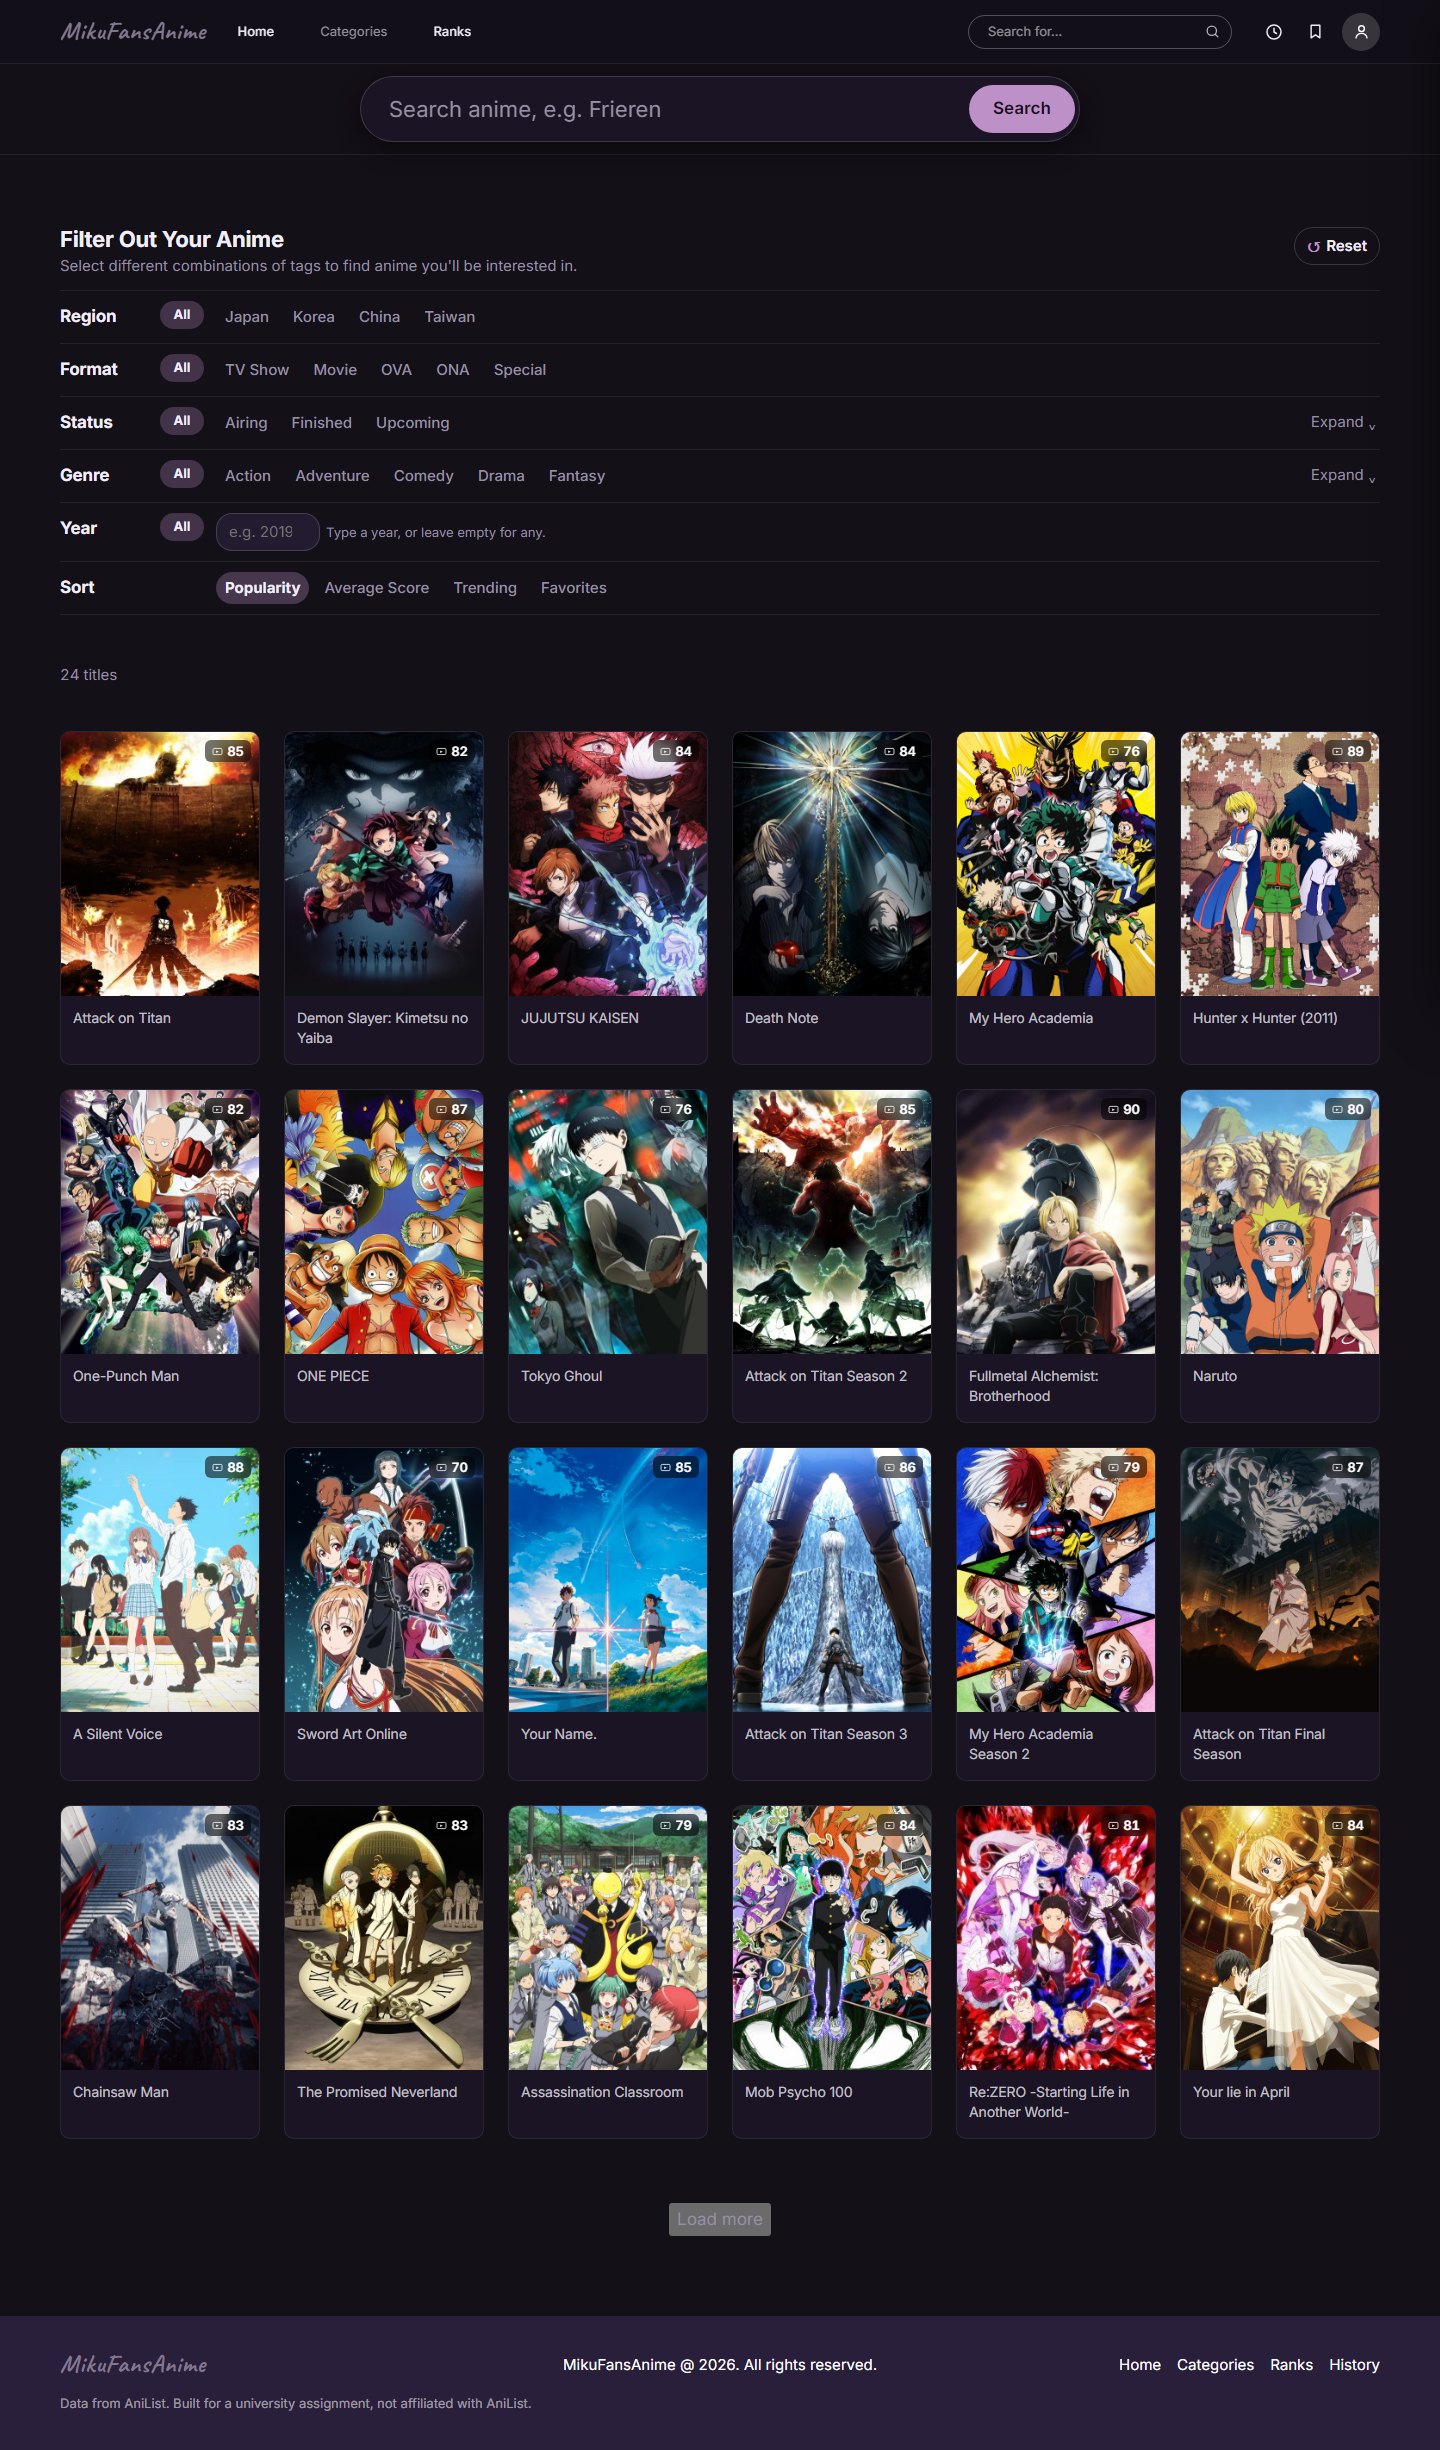 MikuFansAnime Home Categories Ranks Search for...
Search anime, e.g. Frieren Search
Filter Out Your Anime
Select different combinations of tags to find anime you'll be interested in.
↺ Reset
Region All Japan Korea China Taiwan
Format All TV Show Movie OVA ONA Special
Status All Airing Finished Upcoming Expand
Genre All Action Adventure Comedy Drama Fantasy Expand
Year All e.g. 2019 Type a year, or leave empty for any.
Sort Popularity Average Score Trending Favorites
24 titles
85
82
84
84
76
89
Attack on Titan
Demon Slayer: Kimetsu no
Yaiba
JUJUTSU KAISEN
Death Note
My Hero Academia
Hunter x Hunter (2011)
82
87
76
85
90
80
One-Punch Man
ONE PIECE
Tokyo Ghoul
Attack on Titan Season 2
Fullmetal Alchemist:
Brotherhood
Naruto
88
70
85
86
79
87
A Silent Voice
Sword Art Online
Your Name.
Attack on Titan Season 3
My Hero Academia
Season 2
Attack on Titan Final
Season
83
83
79
84
81
84
Chainsaw Man
The Promised Neverland
Assassination Classroom
Mob Psycho 100
Re:ZERO -Starting Life in
Another World-
Your lie in April
Load more
MikuFansAnime MikuFansAnime @ 2026. All rights reserved. Home Categories Ranks History
Data from AniList. Built for a university assignment, not affiliated with AniList.